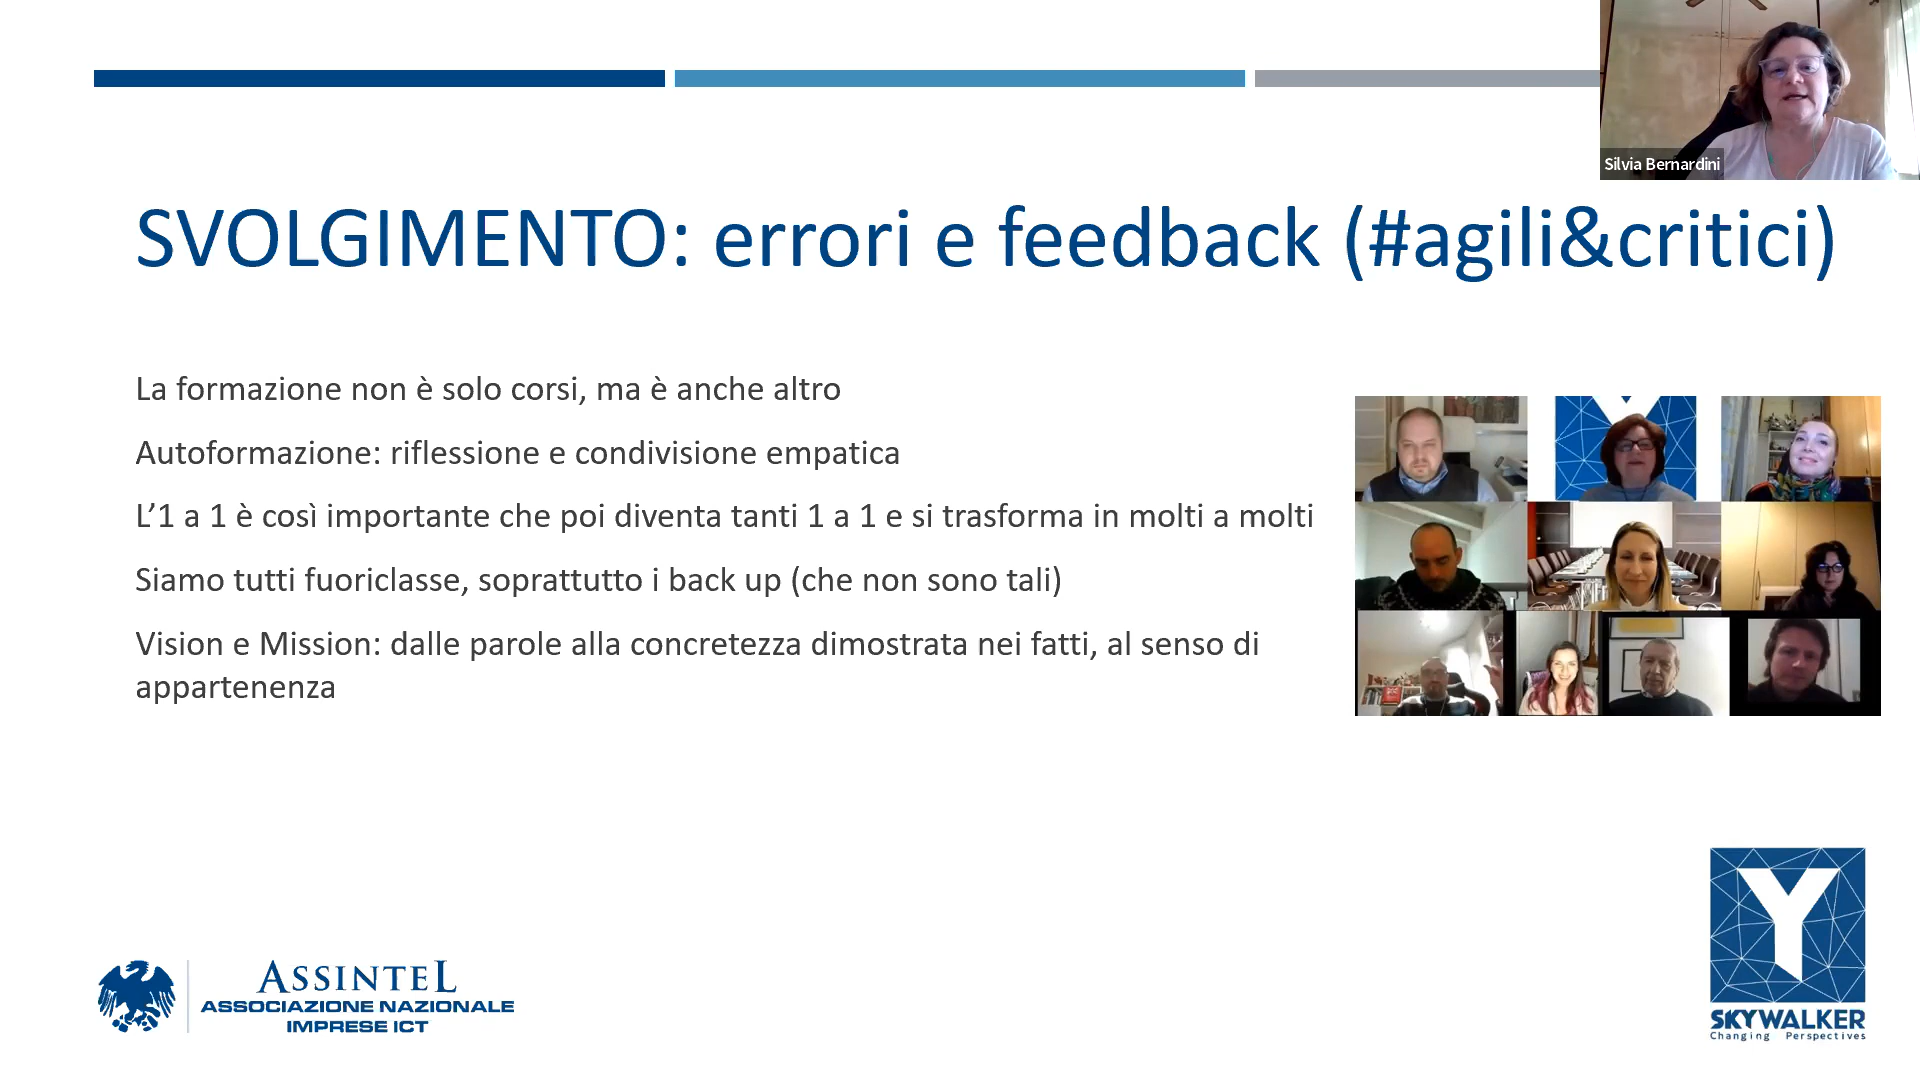 Silvia Bernardini
SVOLGIMENTO: errori e feedback (#agili&critici)
La formazione non è solo corsi, ma è anche altro
Autoformazione: riflessione e condivisione empatica
L’1 a 1 è così importante che poi diventa tanti 1 a 1 e si trasforma in molti a molti
Siamo tutti fuoriclasse, soprattutto i back up (che non sono tali)
Vision e Mission: dalle parole alla concretezza dimostrata nei fatti, al senso di
appartenenza
ASSINTEL
ASSOCIAZIONE NAZIONALE
IMPRESE ICT
Y
SKYWALKER
Changing Perspectives